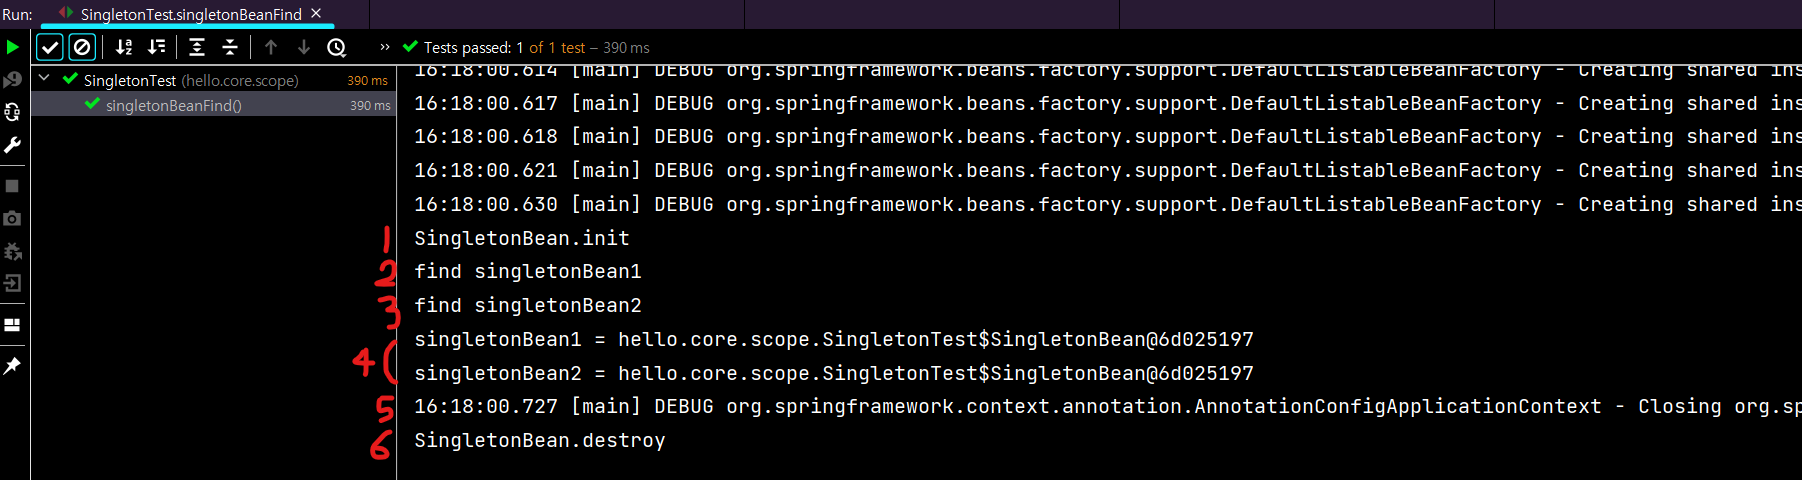 Run: SingletonTest.singletonBeanFind ×
» Tests passed: 1 of 1 test – 390 ms
SingletonTest (hello.core.scope) 390 ms
singletonBeanFind() 390 ms
16:18:00.614 [main] DEBUG org.springframework.beans.factory.support.DefaultListableBeanFactory - Creating shared ins
16:18:00.617 [main] DEBUG org.springframework.beans.factory.support.DefaultListableBeanFactory - Creating shared ins
16:18:00.618 [main] DEBUG org.springframework.beans.factory.support.DefaultListableBeanFactory - Creating shared ins
16:18:00.621 [main] DEBUG org.springframework.beans.factory.support.DefaultListableBeanFactory - Creating shared ins
16:18:00.630 [main] DEBUG org.springframework.beans.factory.support.DefaultListableBeanFactory - Creating shared ins
1 SingletonBean.init
2 find singletonBean1
3 find singletonBean2
4 ( singletonBean1 = hello.core.scope.SingletonTest$SingletonBean@6d025197
singletonBean2 = hello.core.scope.SingletonTest$SingletonBean@6d025197
5 16:18:00.727 [main] DEBUG org.springframework.context.annotation.AnnotationConfigApplicationContext - Closing org.sp
6 SingletonBean.destroy